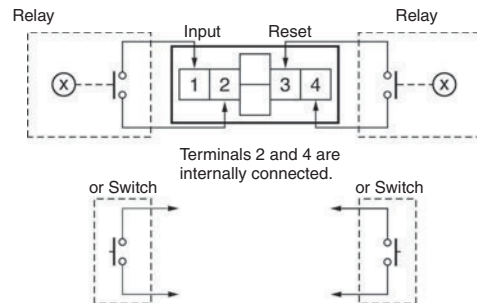 Relay
Relay
Input
Reset
X
1
2
3
4
X
Terminals 2 and 4 are
internally connected.
or Switch
or Switch